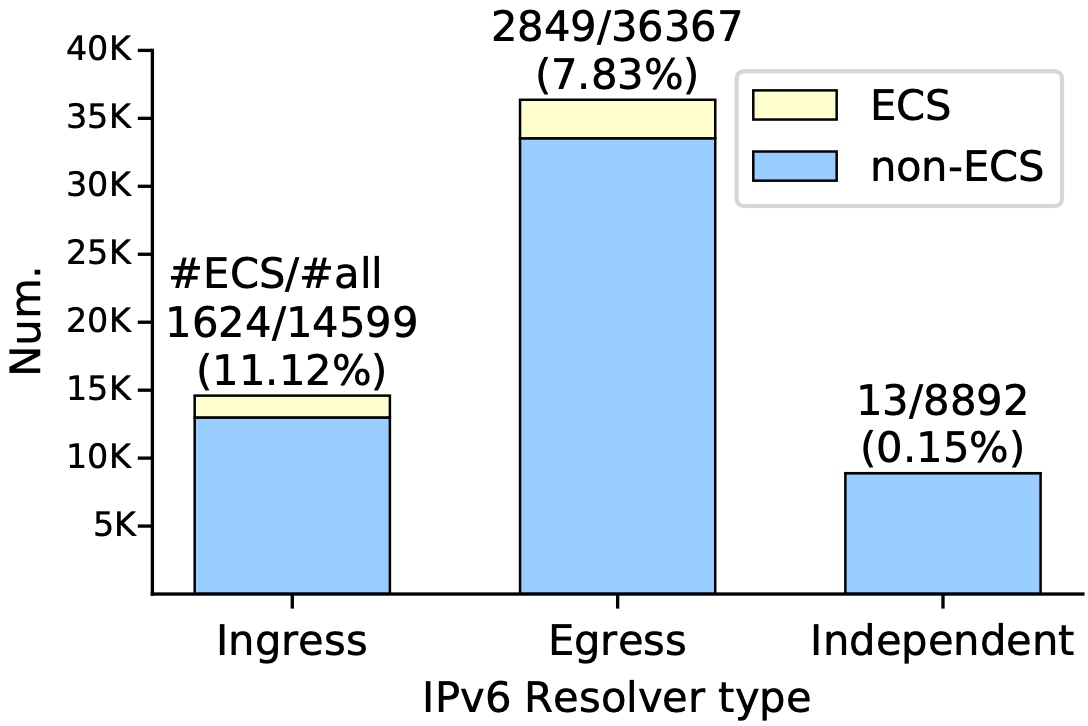 2849/36367
(7.83%)
40K
35K
30K
25K
20K
15K
10K
5K
Num.
ECS
non-ECS
#ECS/#all
1624/14599
(11.12%)
13/8892
(0.15%)
Ingress
Egress
Independent
IPv6 Resolver type